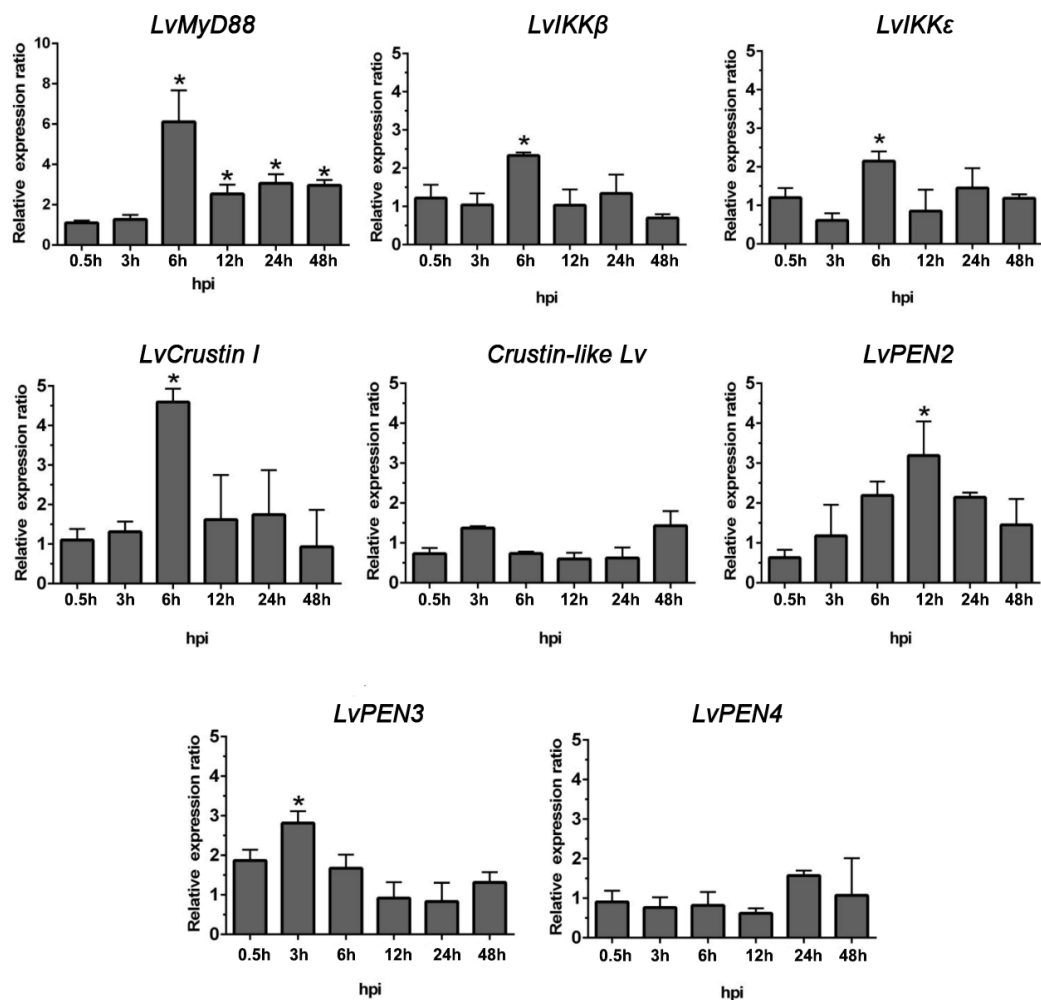 LvMyD88
Relative expression ratio
10
8
6
4
2
0
* * * *
0.5h 3h 6h 12h 24h 48h
hpi
LvIKKβ
Relative expression ratio
5
4
3
2
1
0
*
0.5h 3h 6h 12h 24h 48h
hpi
LvIKKε
Relative expression ratio
5
4
3
2
1
0
*
0.5h 3h 6h 12h 24h 48h
hpi
LvCrustin I
Relative expression ratio
5
4
3
2
1
0
*
0.5h 3h 6h 12h 24h 48h
hpi
Crustin-like Lv
Relative expression ratio
5
4
3
2
1
0
0.5h 3h 6h 12h 24h 48h
hpi
LvPEN2
Relative expression ratio
5
4
3
2
1
0
*
0.5h 3h 6h 12h 24h 48h
hpi
LvPEN3
Relative expression ratio
5
4
3
2
1
0
*
0.5h 3h 6h 12h 24h 48h
hpi
LvPEN4
Relative expression ratio
5
4
3
2
1
0
0.5h 3h 6h 12h 24h 48h
hpi